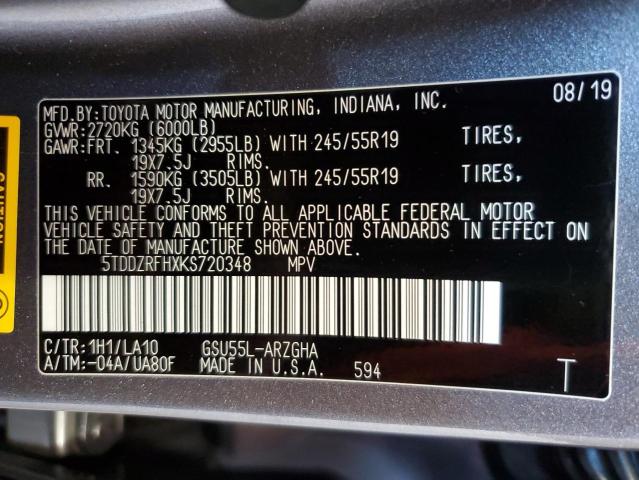 MFD.BY:TOYOTA MOTOR MANUFACTURING, INDIANA, INC. 08/19
GVWR:2720KG (6000LB)
GAWR:FRT. 1345KG (2955LB) WITH 245/55R19 TIRES,
19X7.5J RIMS.
RR. 1590KG (3505LB) WITH 245/55R19 TIRES,
19X7.5J RIMS.
THIS VEHICLE CONFORMS TO ALL APPLICABLE FEDERAL MOTOR
VEHICLE SAFETY AND THEFT PREVENTION STANDARDS IN EFFECT ON
THE DATE OF MANUFACTURE SHOWN ABOVE.
5TDDZRFHXKS720348 MPV
C/TR:1H1/LA10 GSU55L-ARZGHA
A/TM:-04A/UA80F MADE IN U.S.A. 594 T
CAUTION